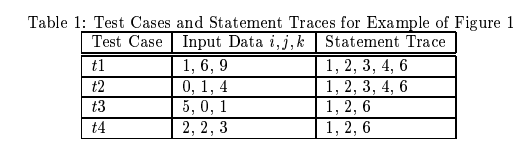 Table 1: Test Cases and Statement Traces for Example of Figure 1
Test Case Input Data i, j, k Statement Trace
t1 1, 6, 9 1, 2, 3, 4, 6
t2 0, 1, 4 1, 2, 3, 4, 6
t3 5, 0, 1 1, 2, 6
t4 2, 2, 3 1, 2, 6